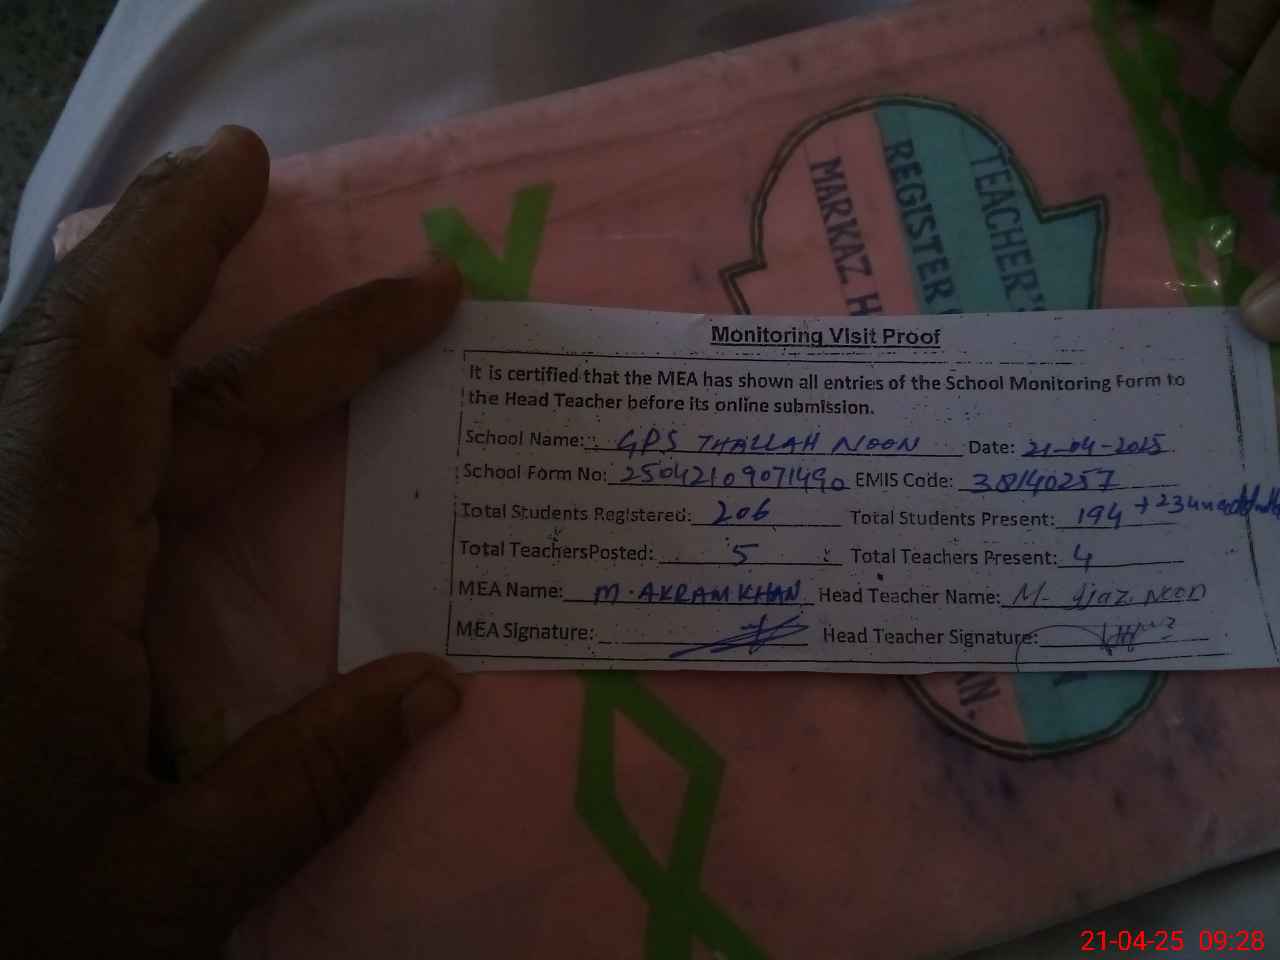 TEACHER'S
REGISTER
MARKAZ H
Monitoring Visit Proof
It is certified that the MEA has shown all entries of the School Monitoring Form to
the Head Teacher before its online submission.
School Name: GPS THALLAH NOON Date: 21-04-2025
School Form No: 25042109071490 EMIS Code: 38140257
Total Students Registered: 206 Total Students Present: 194 +23
Total TeachersPosted: 5 Total Teachers Present: 4
MEA Name: M. AKRAM KHAN Head Teacher Name: M. Ijaz Noon
MEA Signature: Head Teacher Signature:
AN.
21-04-25 09:28